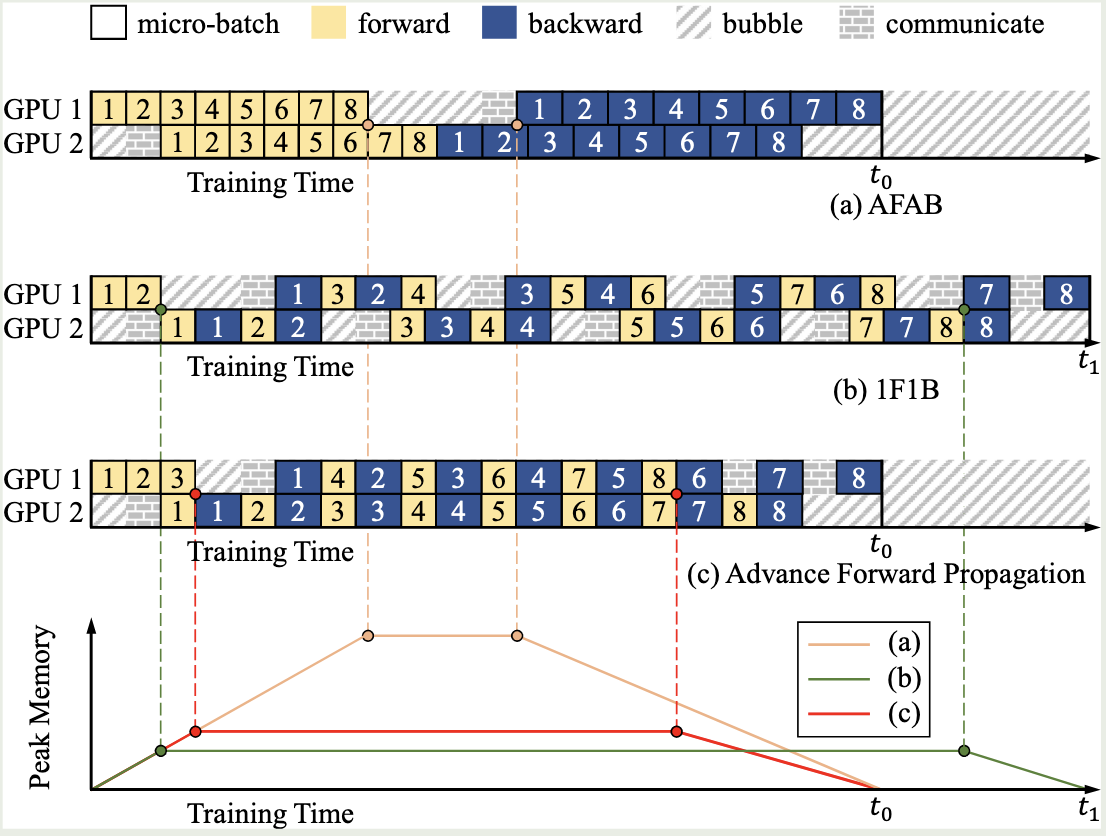 micro-batch forward backward bubble communicate
GPU 1 1 2 3 4 5 6 7 8 1 2 3 4 5 6 7 8
GPU 2 1 2 3 4 5 6 7 8 1 2 3 4 5 6 7 8
Training Time t0
(a) AFAB
GPU 1 1 2 1 3 2 4 3 5 4 6 5 7 6 8 7 8
GPU 2 1 1 2 2 3 3 4 4 5 5 6 6 7 7 8 8
Training Time t1
(b) 1F1B
GPU 1 1 2 3 1 4 2 5 3 6 4 7 5 8 6 7 8
GPU 2 1 1 2 2 3 3 4 4 5 5 6 6 7 7 8 8
Training Time t0
(c) Advance Forward Propagation
Peak Memory
(a)
(b)
(c)
Training Time t0 t1